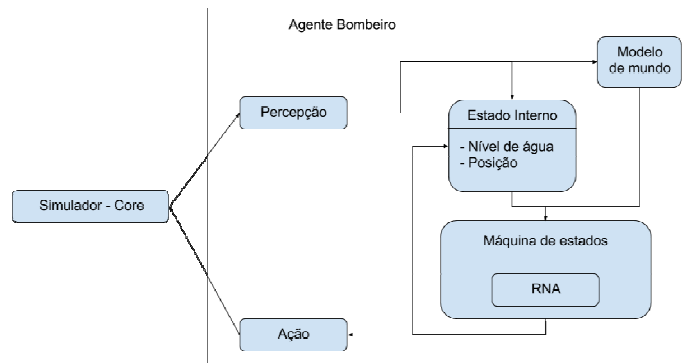 Agente Bombeiro
Modelo
de mundo
Percepção
Estado Interno
- Nível de água
- Posição
Simulador - Core
Máquina de estados
RNA
Ação